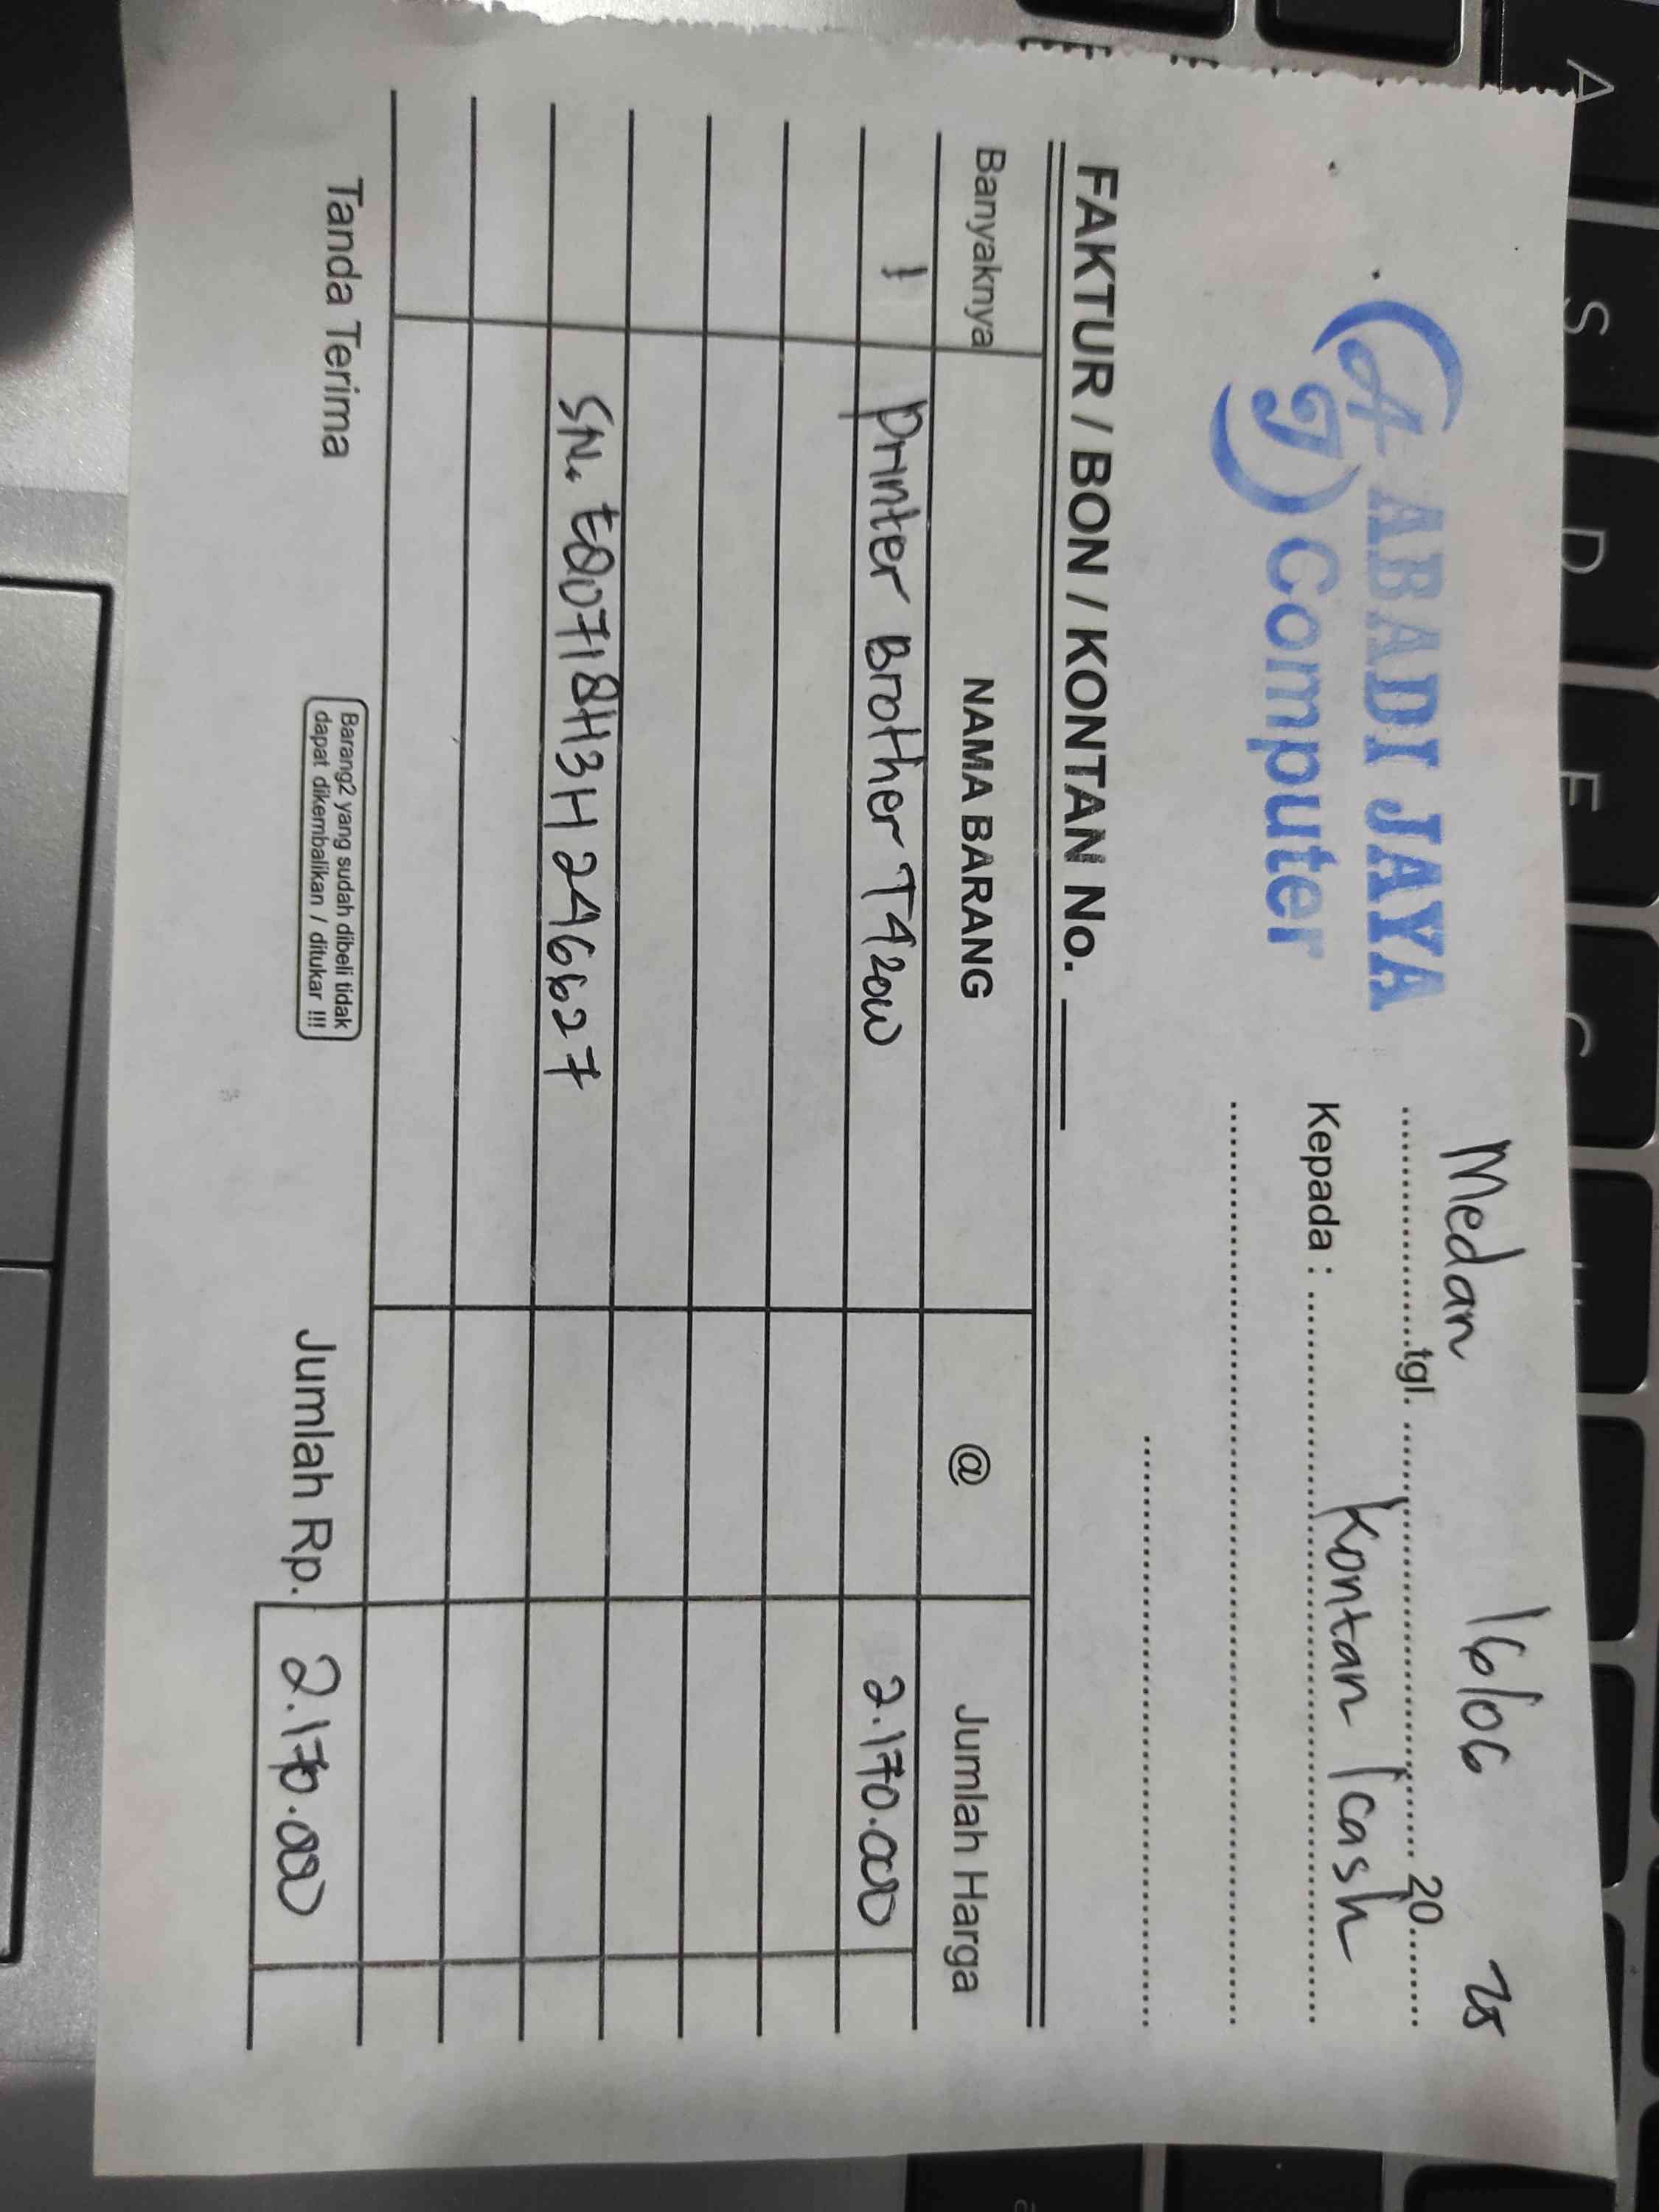 AJ ABADI JAYA
Computer
Medan tgl. 16/06 20 25
Kepada : Kontan / cash
FAKTUR / BON / KONTAN No.
Banyaknya NAMA BARANG @ Jumlah Harga
1 Printer Brother T420W 2.170.000
SN. E80718H3H246627
Tanda Terima
Barang2 yang sudah dibeli tidak
dapat dikembalikan / ditukar !!!
Jumlah Rp. 2.170.000
A S D F